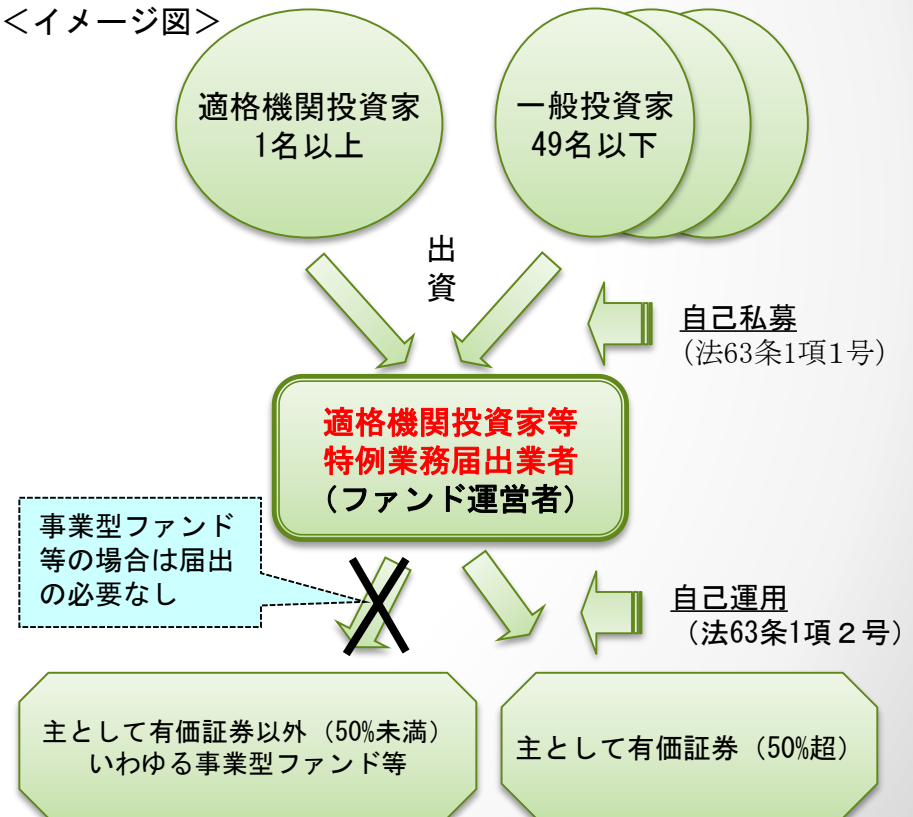 ＜イメージ図＞
適格機関投資家
1名以上
一般投資家
49名以下
出
資
自己私募
（法63条1項1号）
適格機関投資家等
特例業務届出業者
（ファンド運営者）
事業型ファンド
等の場合は届出
の必要なし
自己運用
（法63条1項２号）
主として有価証券以外（50%未満）
いわゆる事業型ファンド等
主として有価証券（50%超）